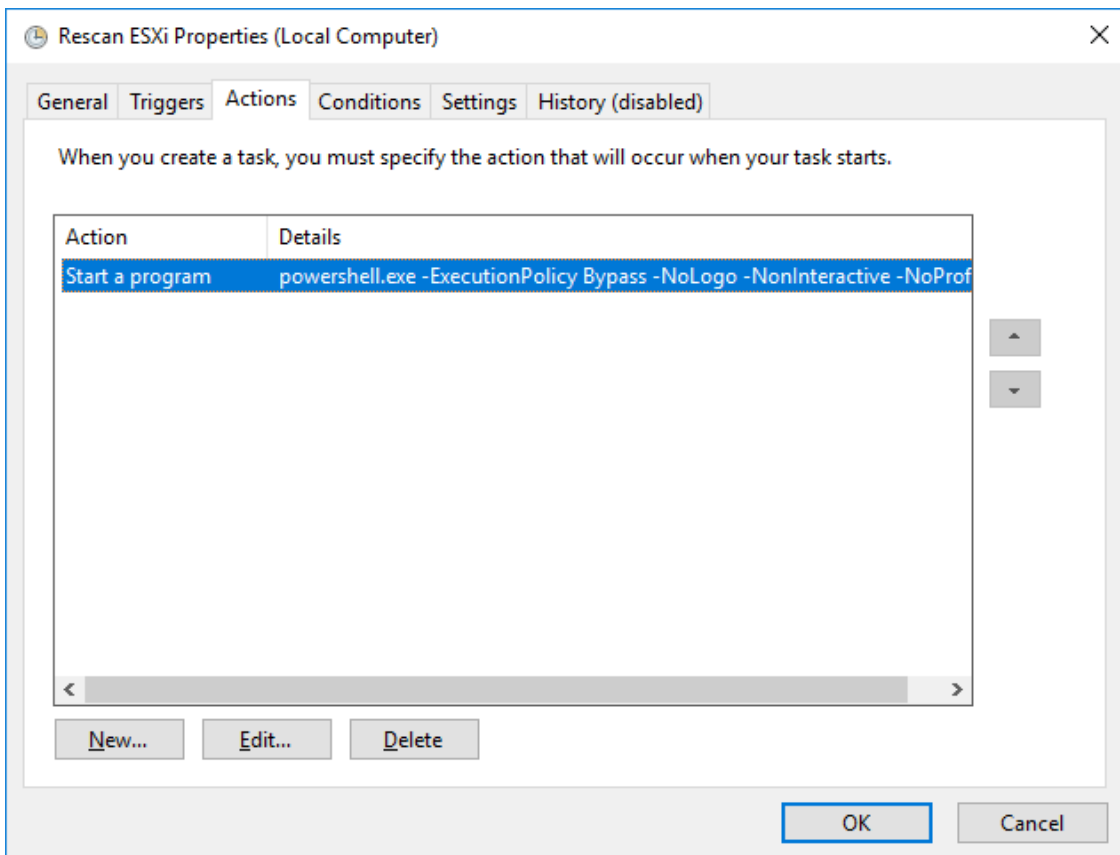 Rescan ESXi Properties (Local Computer)
General Triggers Actions Conditions Settings History (disabled)
When you create a task, you must specify the action that will occur when your task starts.
Action Details
Start a program powershell.exe -ExecutionPolicy Bypass -NoLogo -NonInteractive -NoProf
New... Edit... Delete
OK Cancel